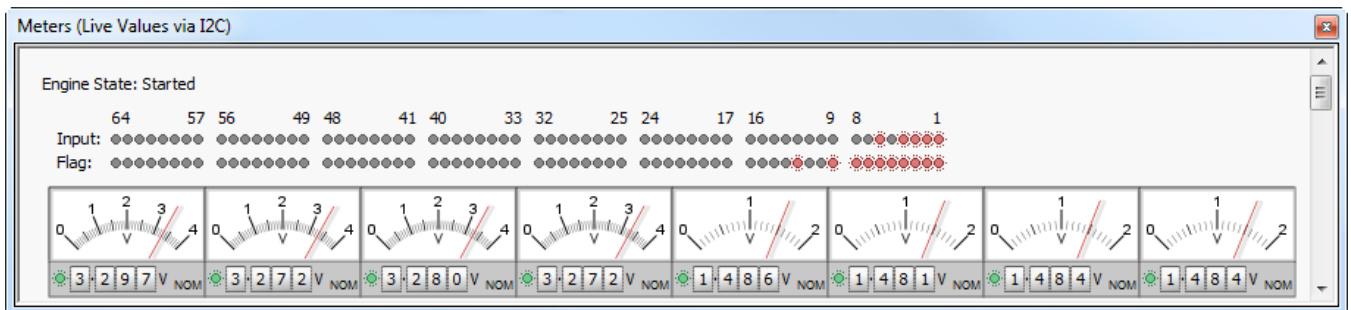 Meters (Live Values via I2C)
Engine State: Started
64 57 56 49 48 41 40 33 32 25 24 17 16 9 8 1
Input:
Flag:
0 1 2 3 4 0 1 2 3 4 0 1 2 3 4 0 1 2 3 4 0 1 2 0 1 2 0 1 2 0 1 2
V V V V V V V V
3.297 V NOM 3.272 V NOM 3.280 V NOM 3.272 V NOM 1.486 V NOM 1.481 V NOM 1.484 V NOM 1.484 V NOM